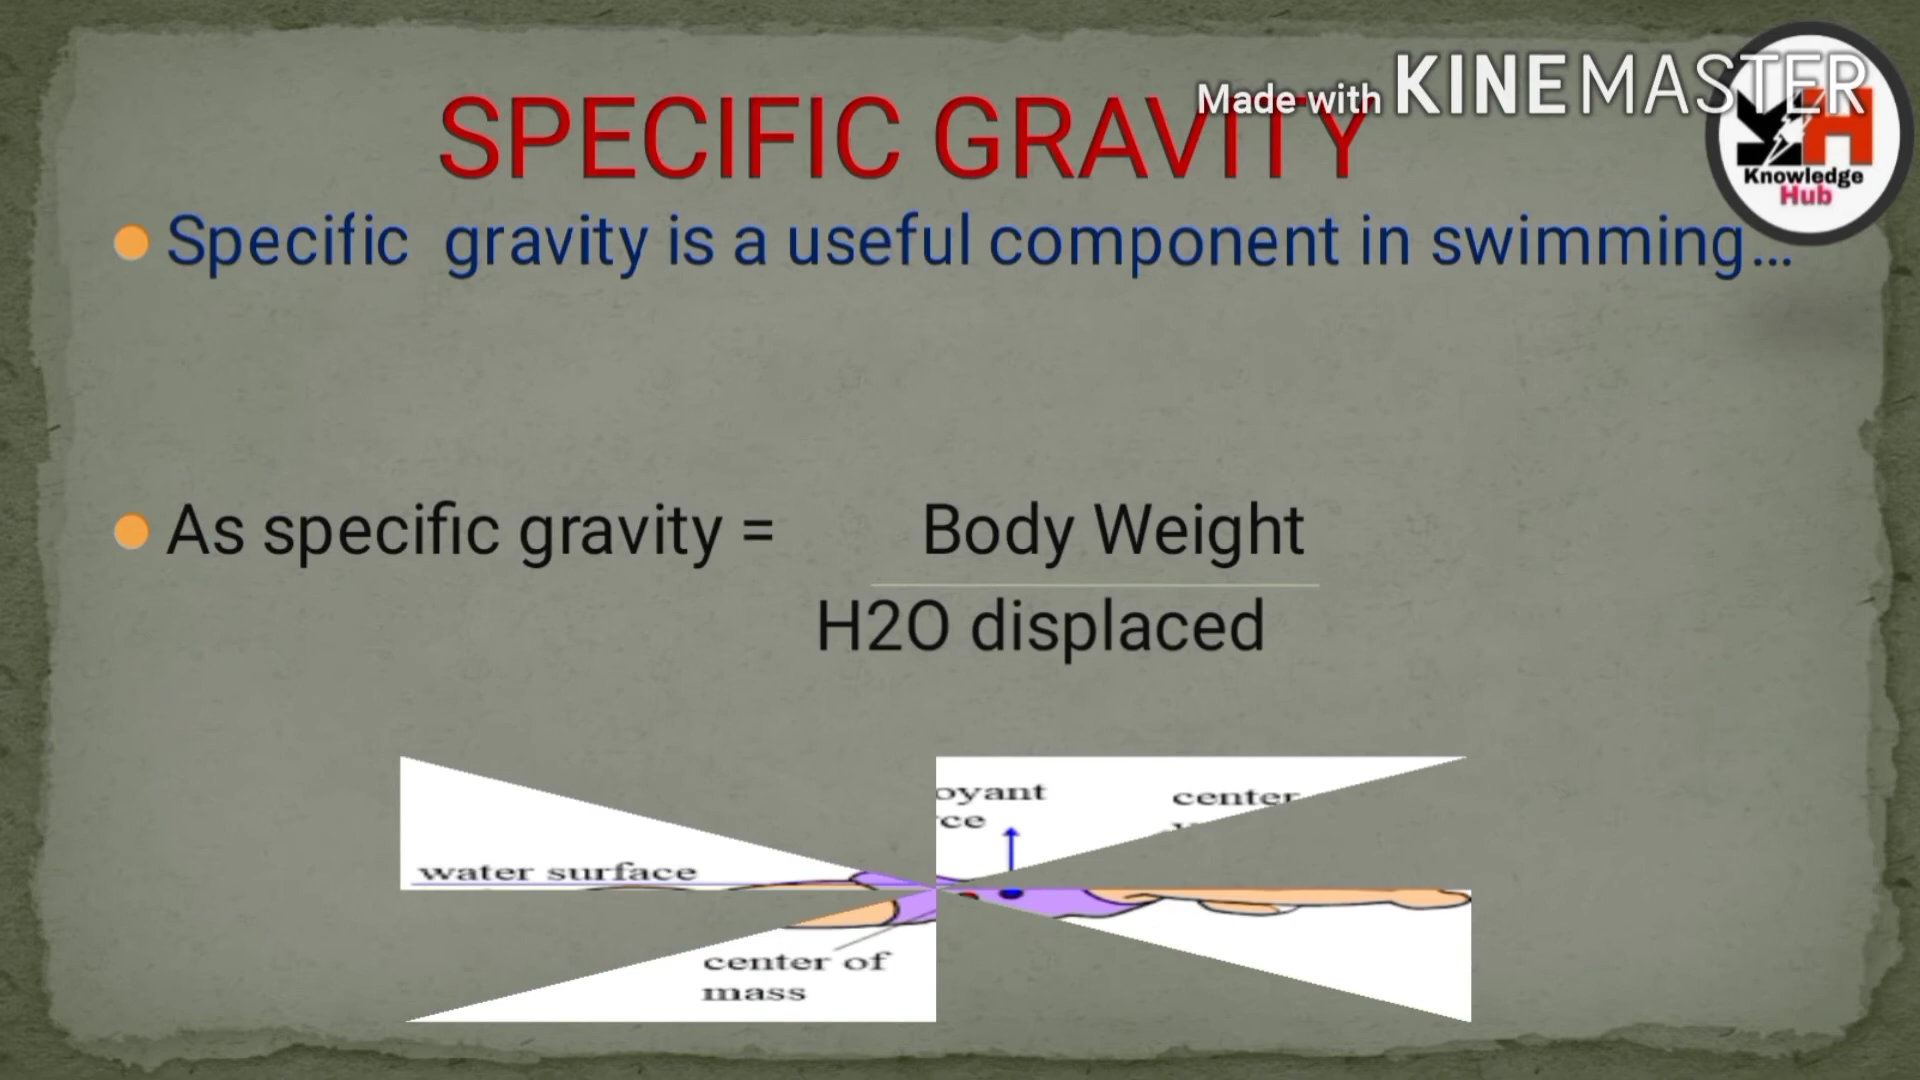 Made with KINEMASTER
SPECIFIC GRAVITY
Knowledge
Hub
Specific gravity is a useful component in swimming...
As specific gravity = Body Weight
H2O displaced
oyant
ce
center
water surface
center of
mass